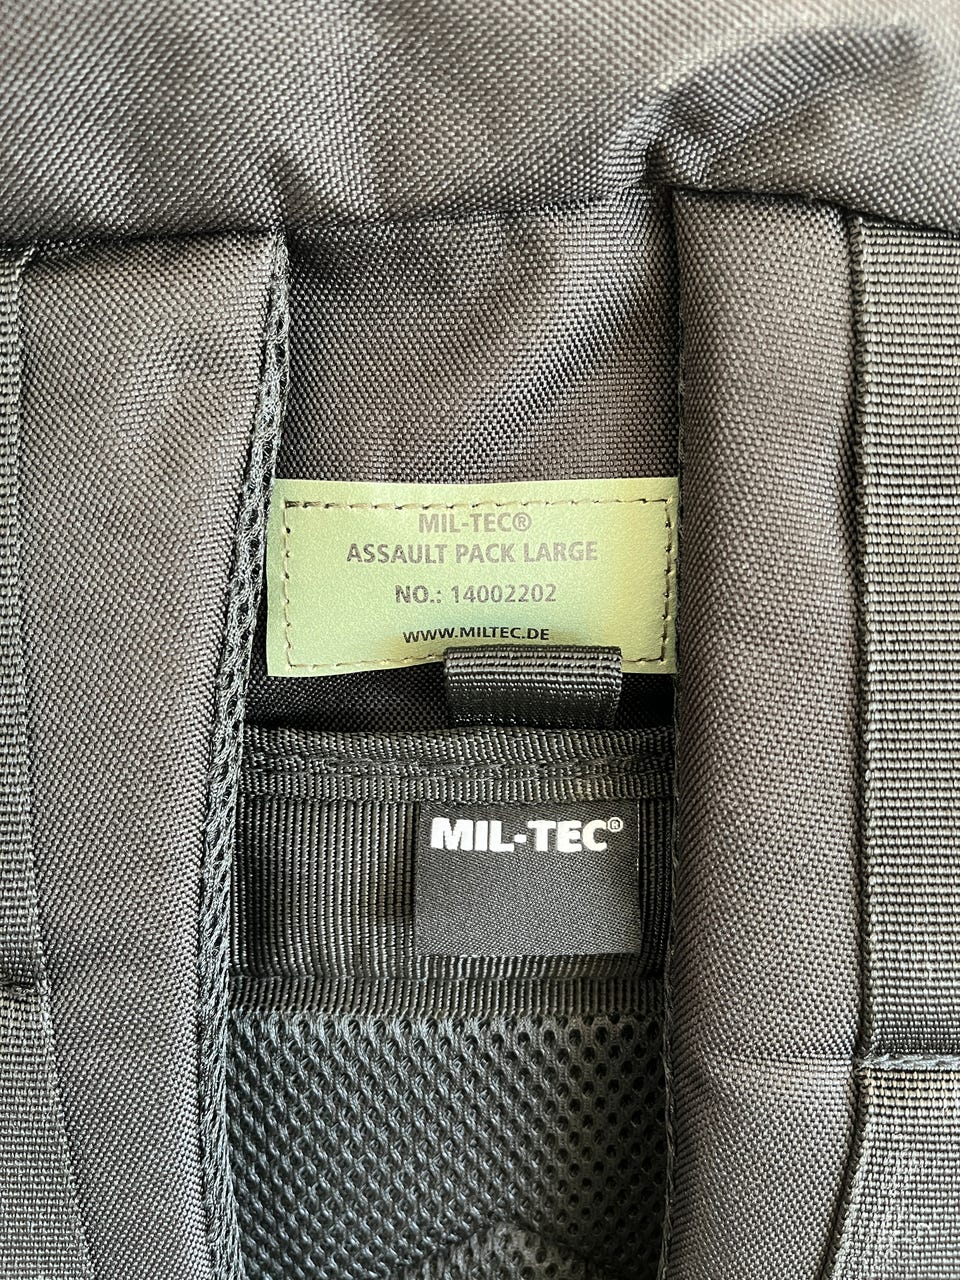 MIL-TEC®
ASSAULT PACK LARGE
NO.: 14002202
WWW.MILTEC.DE
MIL-TEC®